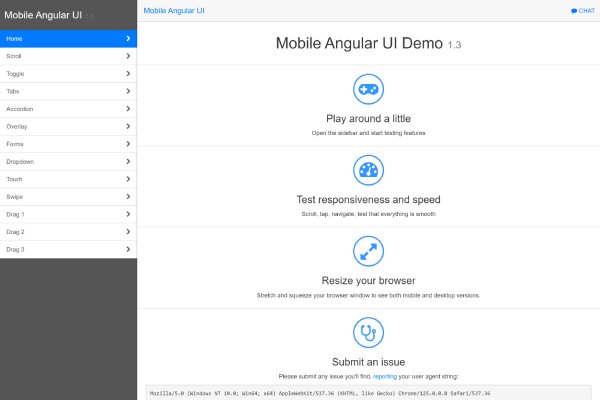 Mobile Angular UI 1.3
Home
Scroll
Toggle
Tabs
Accordion
Overlay
Forms
Dropdown
Touch
Swipe
Drag 1
Drag 2
Drag 3
Mobile Angular UI
CHAT
Mobile Angular UI Demo 1.3
Play around a little
Open the sidebar and start testing features
Test responsiveness and speed
Scroll, tap, navigate, test that everything is smooth
Resize your browser
Stretch and squeeze your browser window to see both mobile and desktop versions.
Submit an issue
Please submit any issue you'll find, reporting your user agent string:
Mozilla/5.0 (Windows NT 10.0; Win64; x64) AppleWebKit/537.36 (KHTML, like Gecko) Chrome/125.0.0.0 Safari/537.36